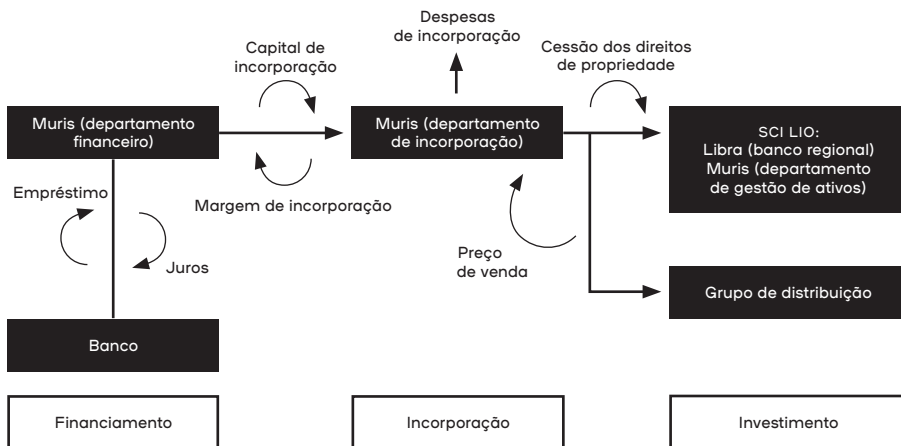 Despesas
de incorporação
Capital de
incorporação
Cessão dos direitos
de propriedade
Muris (departamento
financeiro)
Muris (departamento
de incorporação)
SCI LIO:
Libra (banco regional)
Muris (departamento
de gestão de ativos)
Empréstimo
Margem de incorporação
Juros
Preço
de venda
Grupo de distribuição
Banco
Financiamento
Incorporação
Investimento